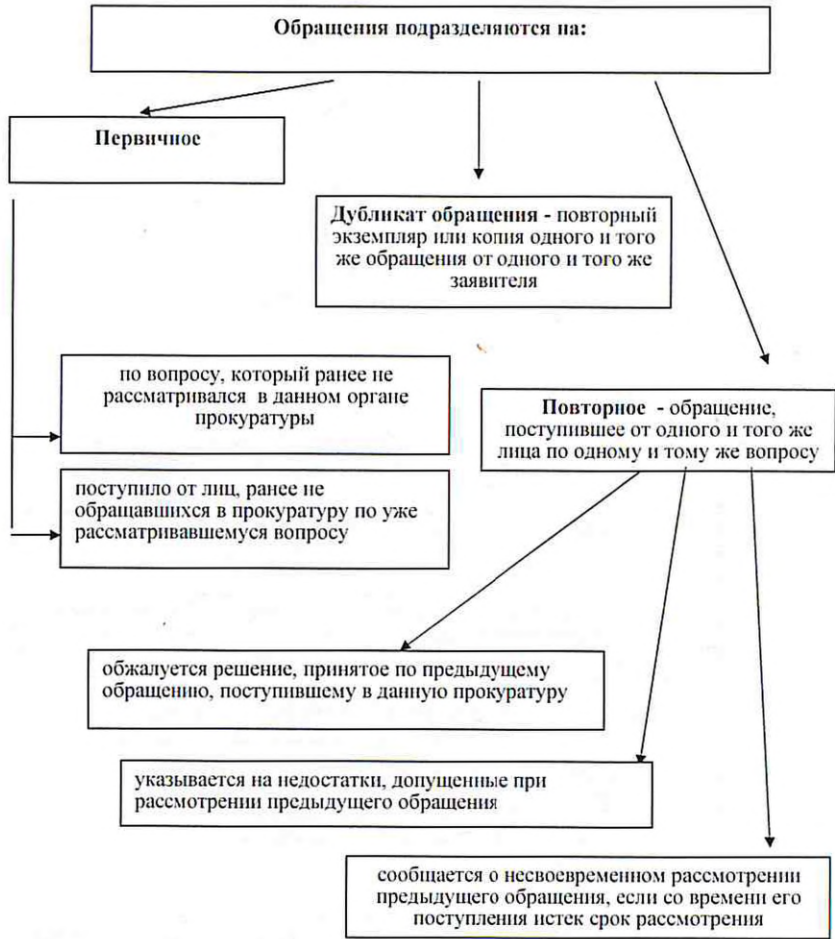 Обращения подразделяются на:
Первичное
Дубликат обращения - повторный
экземпляр или копия одного и того
же обращения от одного и того же
заявителя
по вопросу, который ранее не
рассматривался в данном органе
прокуратуры
поступило от лиц, ранее не
обращавшихся в прокуратуру по уже
рассматривавшемуся вопросу
Повторное - обращение,
поступившее от одного и того же
лица по одному и тому же вопросу
обжалуется решение, принятое по предыдущему
обращению, поступившему в данную прокуратуру
указывается на недостатки, допущенные при
рассмотрении предыдущего обращения
сообщается о несвоевременном рассмотрении
предыдущего обращения, если со времени его
поступления истек срок рассмотрения